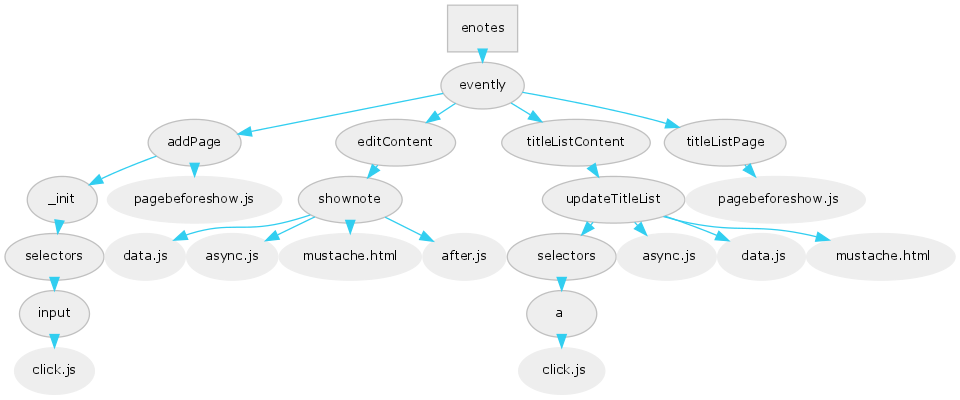 enotes
evently
addPage
editContent
titleListContent
titleListPage
_init
pagebeforeshow.js
shownote
updateTitleList
pagebeforeshow.js
selectors
data.js
async.js
mustache.html
after.js
selectors
async.js
data.js
mustache.html
input
a
click.js
click.js